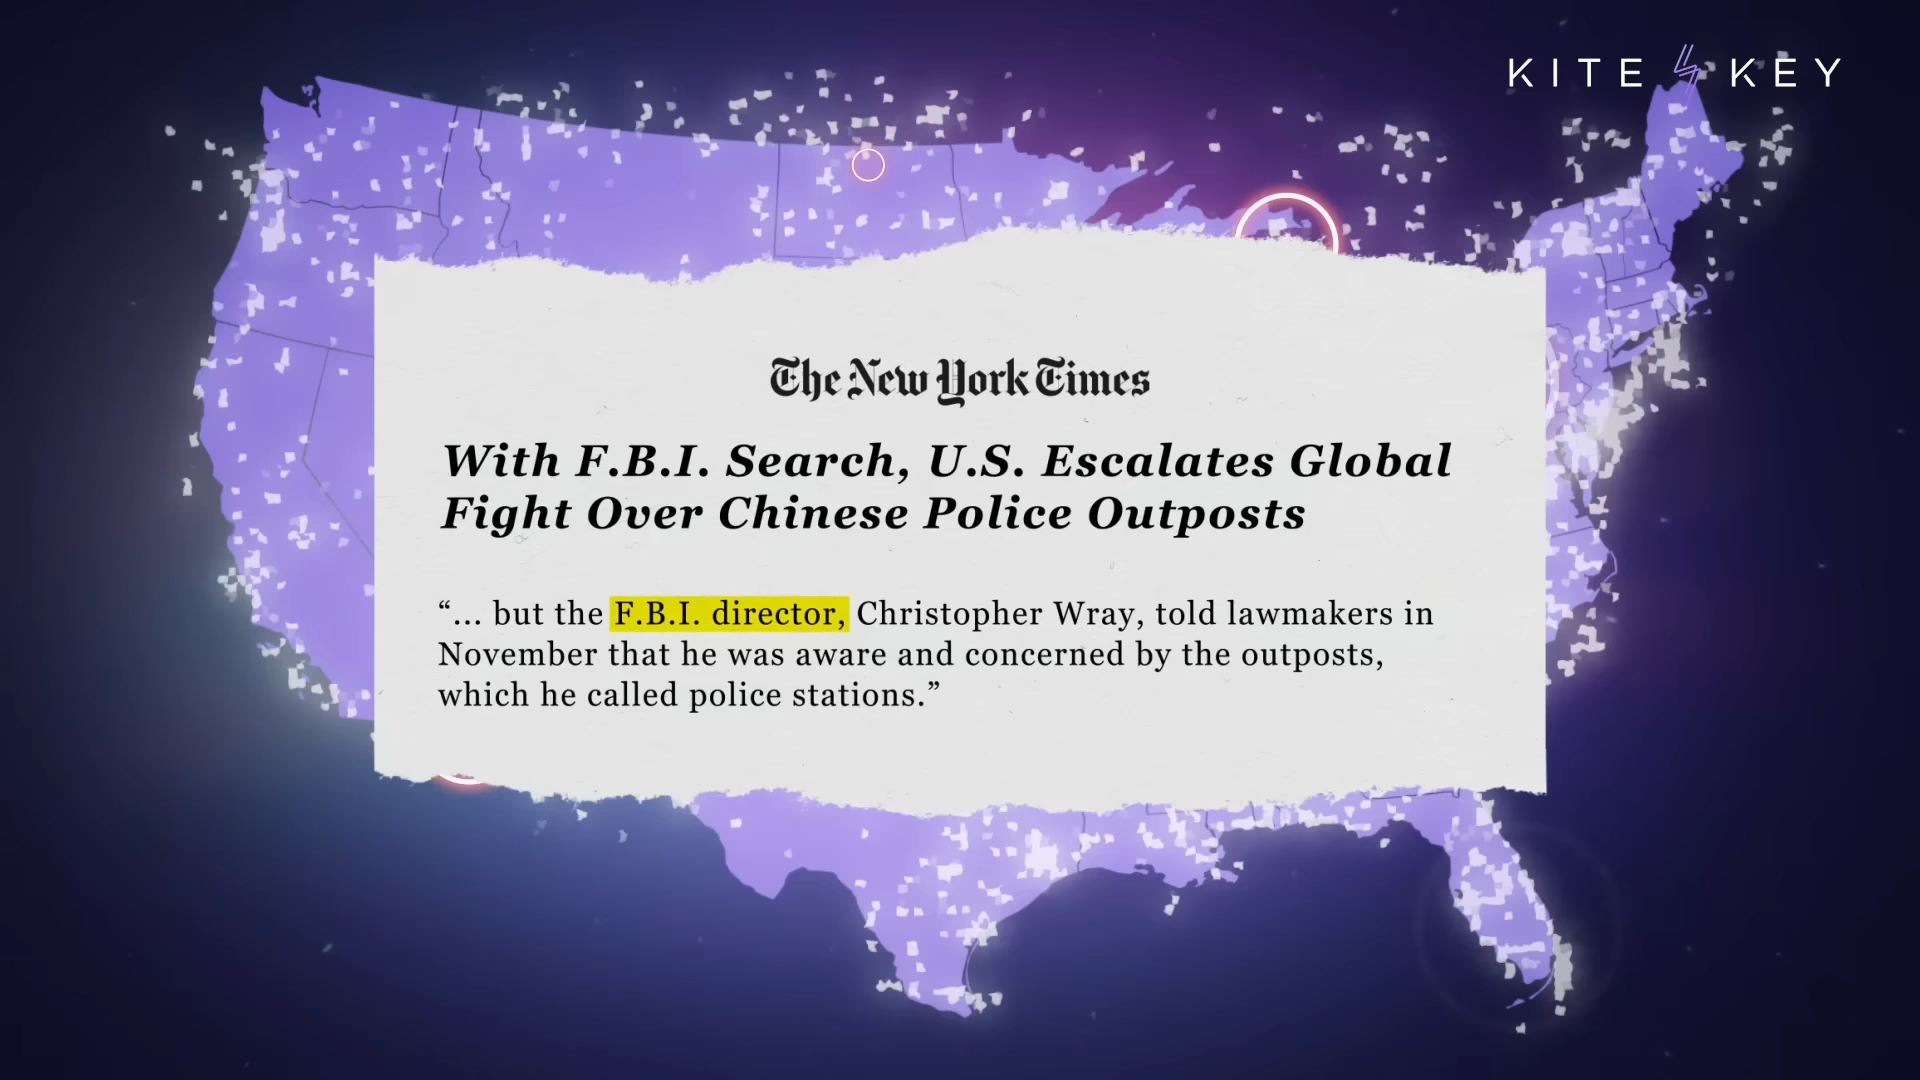 KITE KEY
The New York Times
With F.B.I. Search, U.S. Escalates Global
Fight Over Chinese Police Outposts
“... but the F.B.I. director, Christopher Wray, told lawmakers in
November that he was aware and concerned by the outposts,
which he called police stations.”